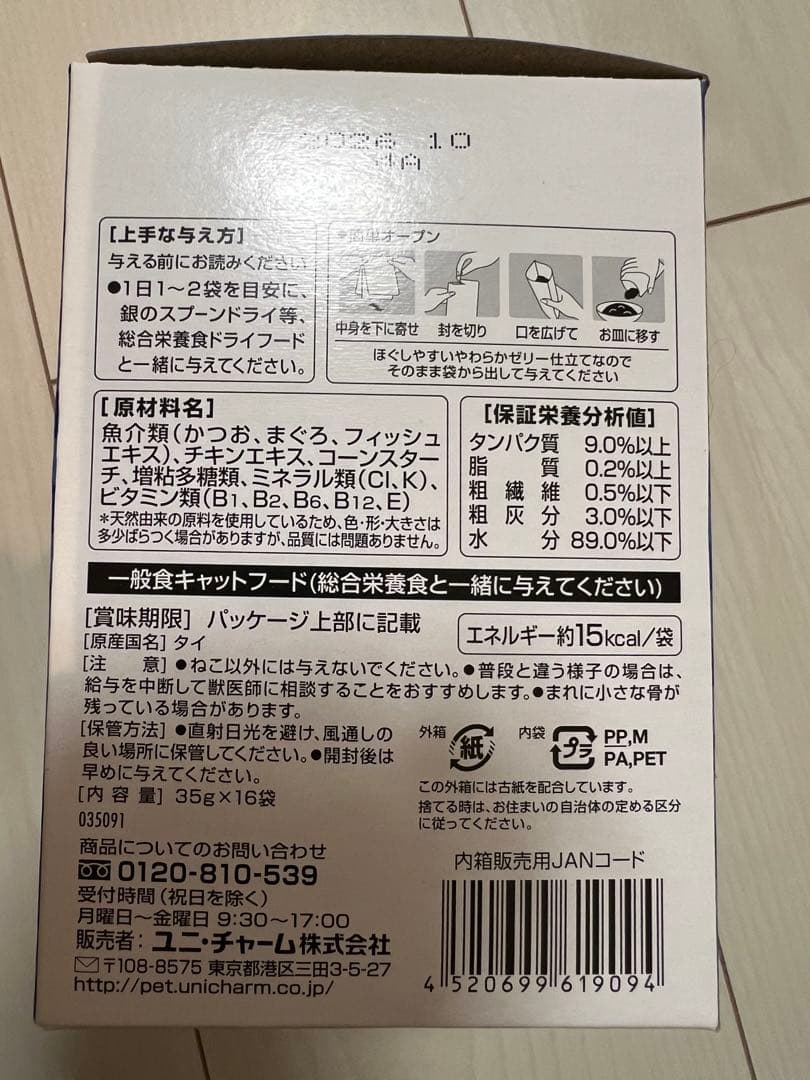 2026 10
[上手な与え方]
与える前にお読みください
●1日1〜2袋を目安に、
銀のスプーンドライ等、
総合栄養食ドライフード
と一緒に与えてください。
*簡単オープン
中身を下に寄せ 封を切り 口を広げて お皿に移す
ほぐしやすいやわらかゼリー仕立てなので
そのまま袋から出して与えてください
[原材料名]
魚介類(かつお、まぐろ、フィッシュ
エキス)、チキンエキス、コーンスター
チ、増粘多糖類、ミネラル類(Cl、K)、
ビタミン類(B1、B2、B6、B12、E)
*天然由来の原料を使用しているため、色・形・大きさは
多少ばらつく場合がありますが、品質には問題ありません。
[保証栄養分析値]
タンパク質 9.0%以上
脂質 0.2%以上
粗繊維 0.5%以下
粗灰分 3.0%以下
水分 89.0%以下
一般食キャットフード(総合栄養食と一緒に与えてください)
[賞味期限] パッケージ上部に記載
エネルギー約15kcal/袋
[原産国名] タイ
[注意] ●ねこ以外には与えないでください。●普段と違う様子の場合は、
給与を中断して獣医師に相談することをおすすめします。●まれに小さな骨が
残っている場合があります。
[保管方法] ●直射日光を避け、風通しの
良い場所に保管してください。●開封後は
早めに与えてください。
[内容量] 35g×16袋
035091
外箱 紙 内袋 プラ PP,M
PA,PET
この外箱には古紙を配合しています。
捨てる時は、お住まいの自治体の定める区分
に従ってください。
商品についてのお問い合わせ
0120-810-539
受付時間(祝日を除く)
月曜日〜金曜日 9:30〜17:00
販売者:ユニ・チャーム株式会社
〒108-8575 東京都港区三田3-5-27
http://pet.unicharm.co.jp/
内箱販売用JANコード
4 520699 619094